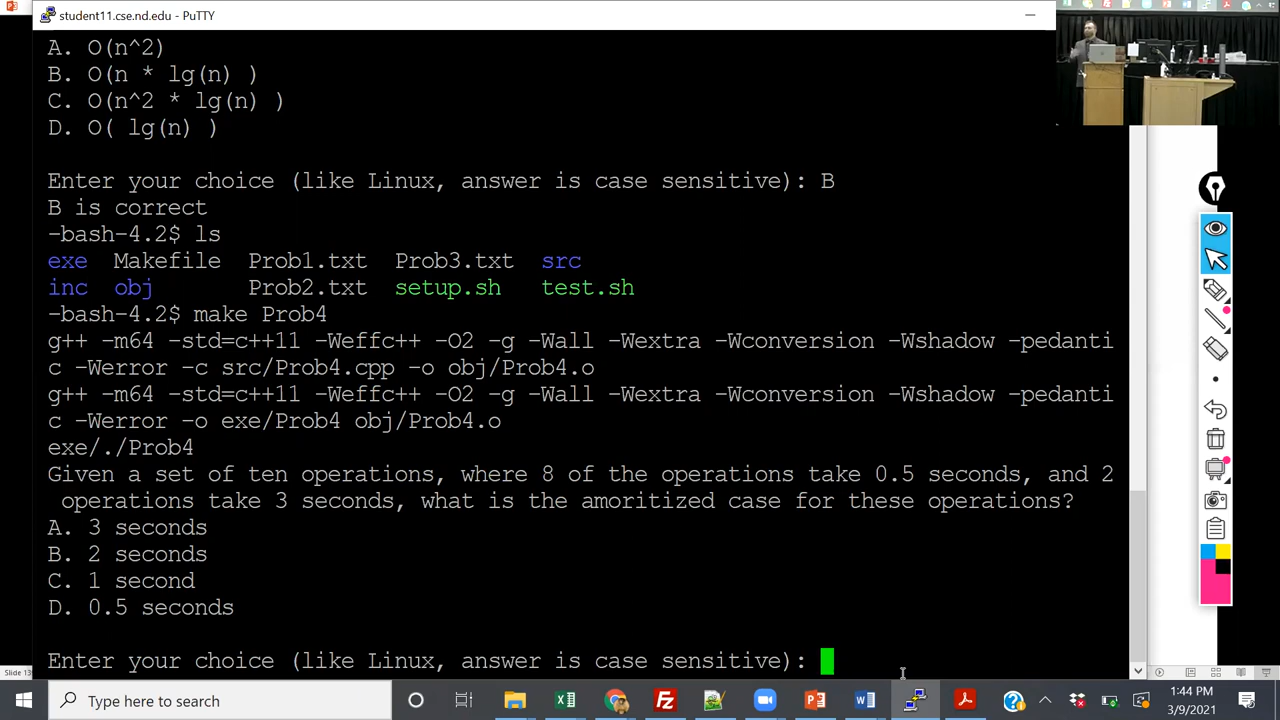 student11.cse.nd.edu - PuTTY
A. O(n^2)
B. O(n * lg(n) )
C. O(n^2 * lg(n) )
D. O( lg(n) )
Enter your choice (like Linux, answer is case sensitive): B
B is correct
-bash-4.2$ ls
exe Makefile Prob1.txt Prob3.txt src
inc obj Prob2.txt setup.sh test.sh
-bash-4.2$ make Prob4
g++ -m64 -std=c++11 -Weffc++ -O2 -g -Wall -Wextra -Wconversion -Wshadow -pedanti
c -Werror -c src/Prob4.cpp -o obj/Prob4.o
g++ -m64 -std=c++11 -Weffc++ -O2 -g -Wall -Wextra -Wconversion -Wshadow -pedanti
c -Werror -o exe/Prob4 obj/Prob4.o
exe/./Prob4
Given a set of ten operations, where 8 of the operations take 0.5 seconds, and 2
operations take 3 seconds, what is the amoritized case for these operations?
A. 3 seconds
B. 2 seconds
C. 1 second
D. 0.5 seconds
Enter your choice (like Linux, answer is case sensitive):
Slide 13
Type here to search
1:44 PM
3/9/2021